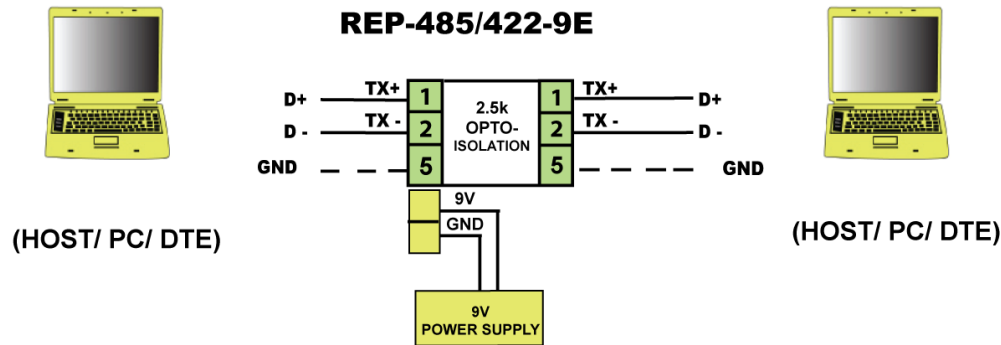 REP-485/422-9E
D+ TX+ 1 2.5k OPTO-ISOLATION 1 TX+ D+
D - TX - 2 2 TX - D -
GND 5 5 GND
9V
GND
(HOST/ PC/ DTE)
(HOST/ PC/ DTE)
9V
POWER SUPPLY